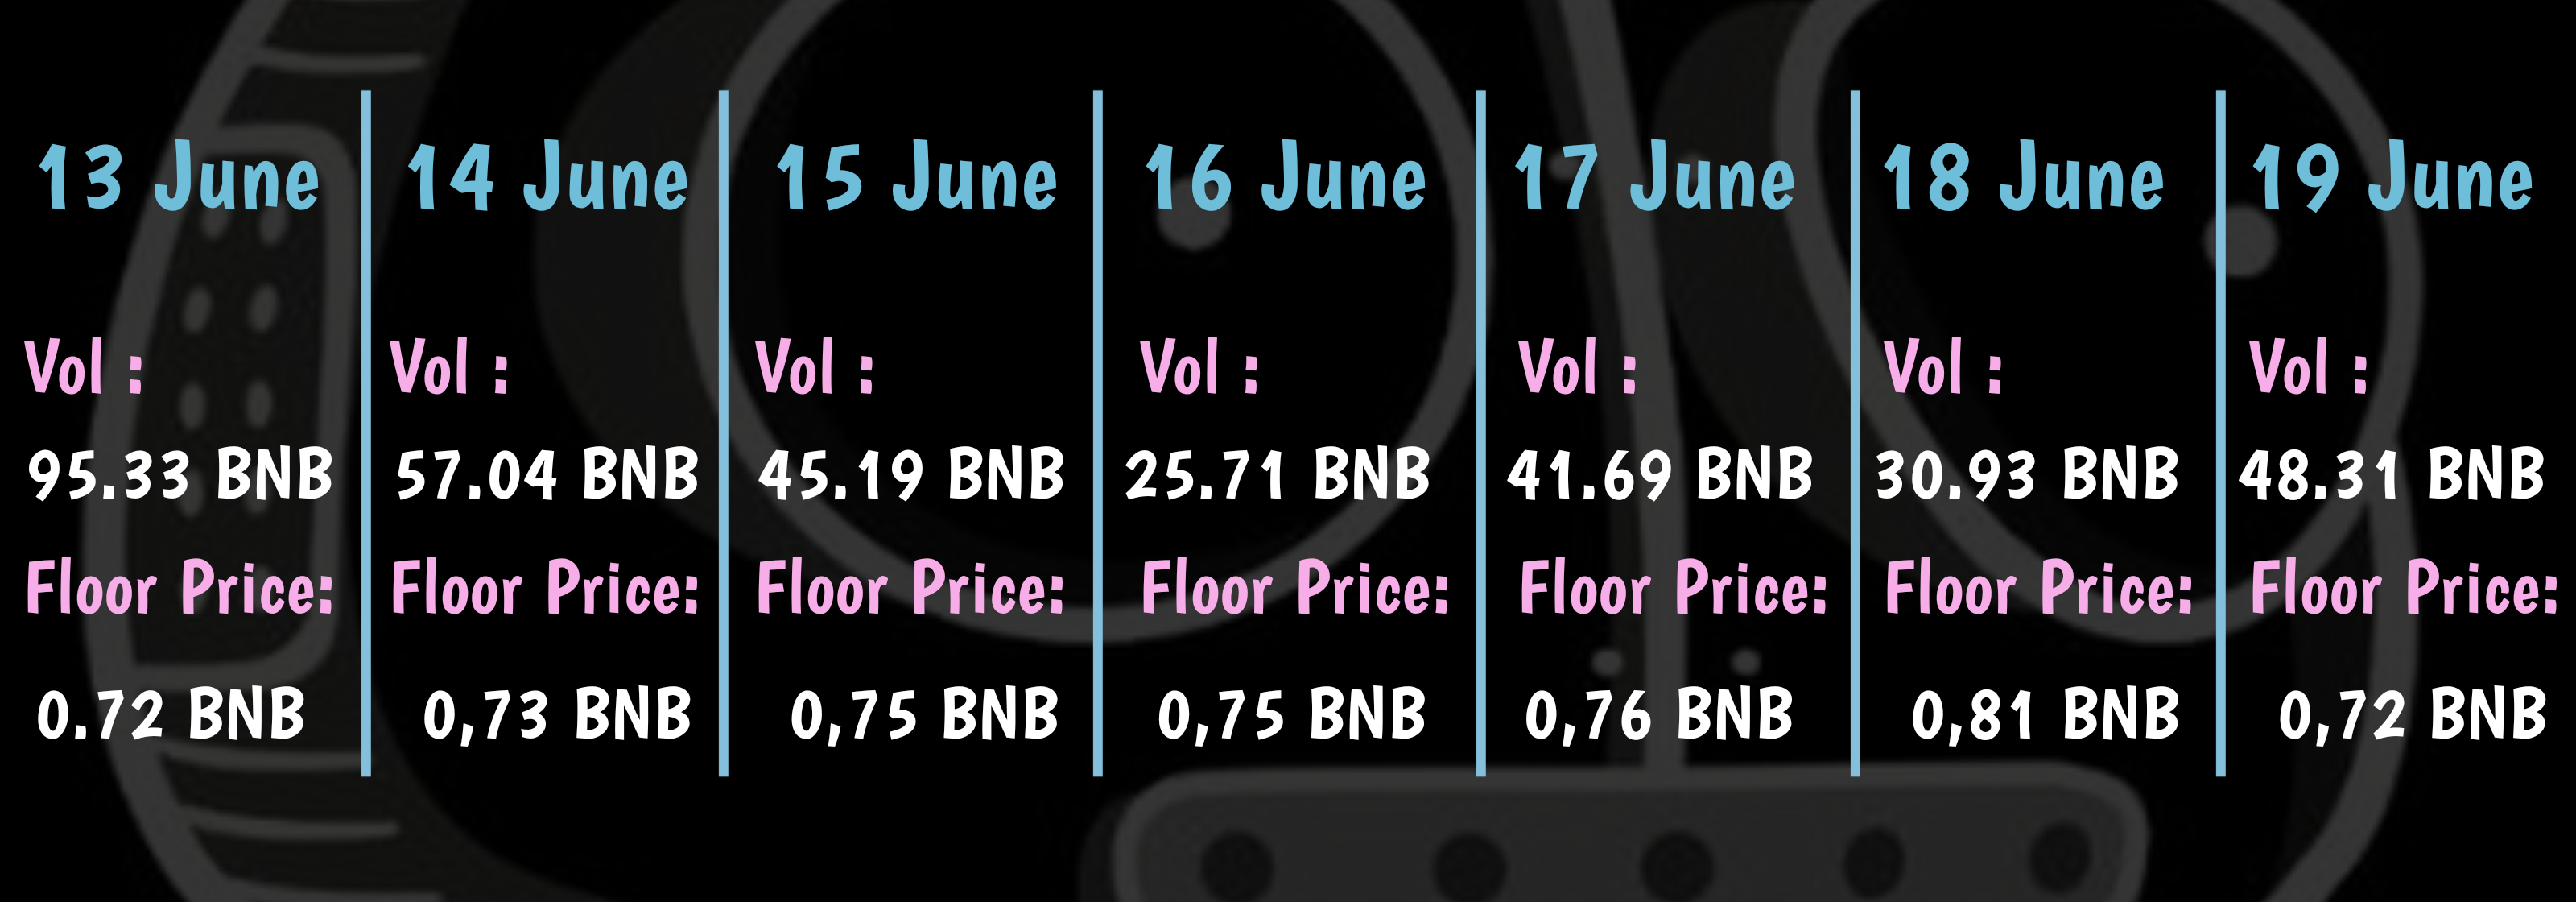 13 June
Vol :
95.33 BNB
Floor Price:
0.72 BNB
14 June
Vol :
57.04 BNB
Floor Price:
0,73 BNB
15 June
Vol :
45.19 BNB
Floor Price:
0,75 BNB
16 June
Vol :
25.71 BNB
Floor Price:
0,75 BNB
17 June
Vol :
41.69 BNB
Floor Price:
0,76 BNB
18 June
Vol :
30.93 BNB
Floor Price:
0,81 BNB
19 June
Vol :
48.31 BNB
Floor Price:
0,72 BNB